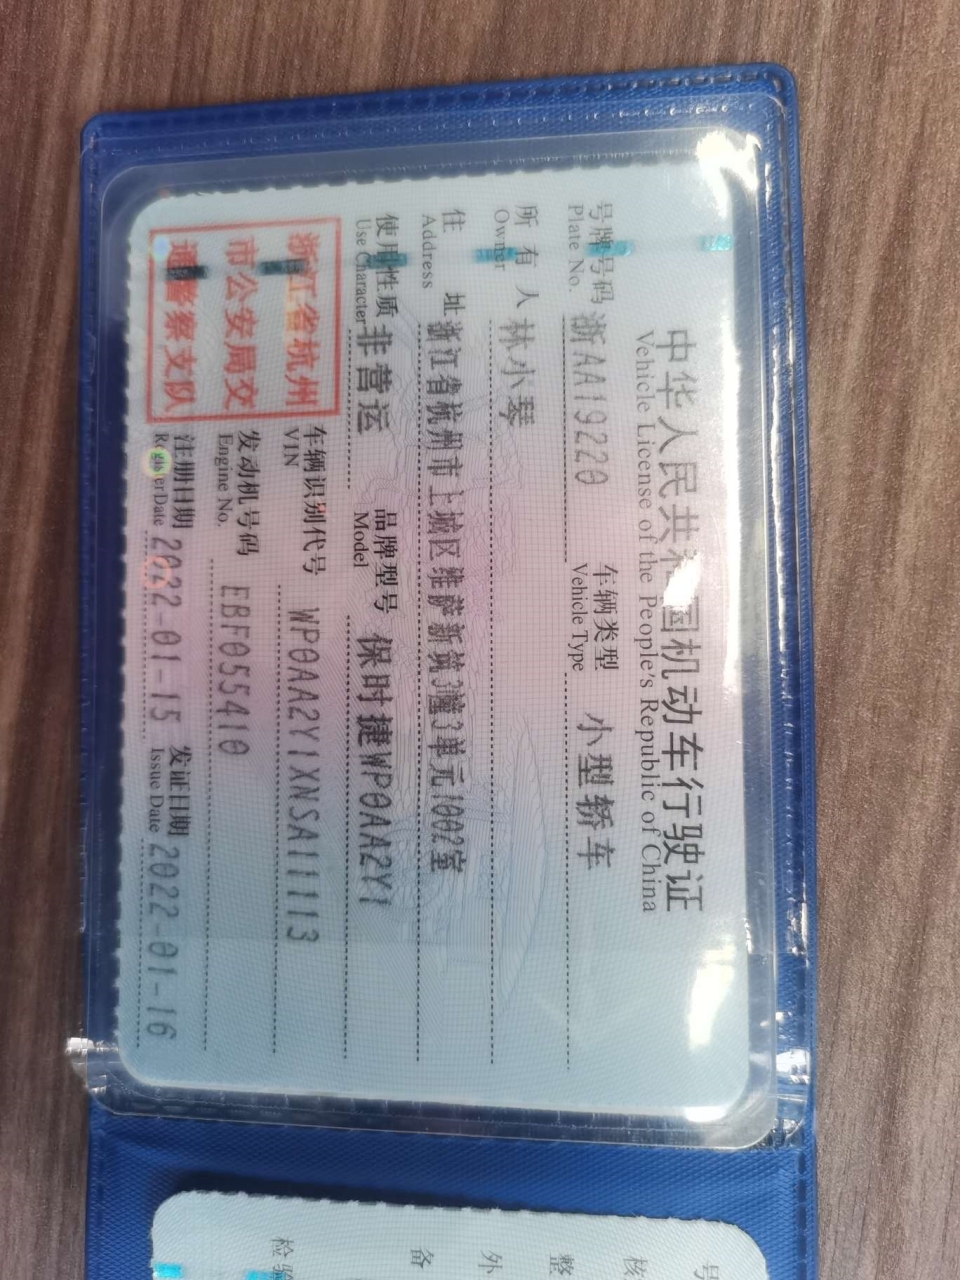 中华人民共和国机动车行驶证
Vehicle License of the People's Republic of China
号牌号码 浙AA19220 车辆类型 小型轿车
Plate No. Vehicle Type
所有人 林小琴
Owner
住址 浙江省杭州市上城区维萨新筑3幢3单元1002室
Address
使用性质 非营运 品牌型号 保时捷WP0AA2Y1
Use Character Model
浙江省杭州
市公安局交
通警察支队
车辆识别代号 WP0AA2Y1XNSA11113
VIN
发动机号码 EBF055410
Engine No.
注册日期 2022-01-15 发证日期 2022-01-16
Register Date Issue Date
号
核
整
外
备
检验